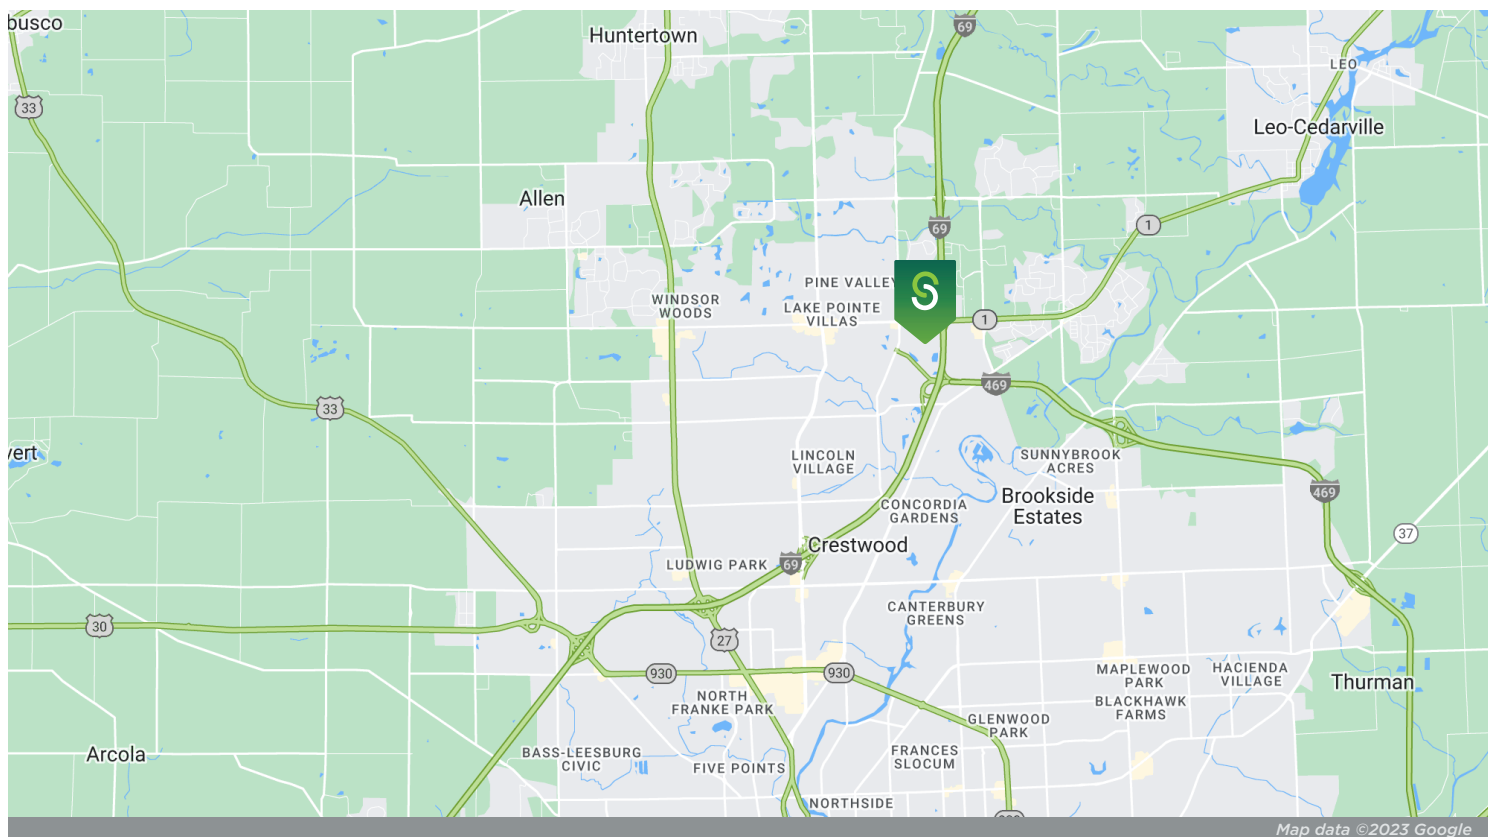 busco
Huntertown
69
LEO
33
Leo-Cedarville
Allen
1
69
PINE VALLEY
WINDSOR
WOODS
LAKE POINTE
VILLAS
S
1
469
33
vert
LINCOLN
VILLAGE
SUNNYBROOK
ACRES
469
Brookside
Estates
CONCORDIA
GARDENS
37
Crestwood
LUDWIG PARK
69
CANTERBURY
GREENS
30
27
930
930
MAPLEWOOD
PARK
HACIENDA
VILLAGE
Thurman
NORTH
FRANKE PARK
BLACKHAWK
FARMS
GLENWOOD
PARK
Arcola
BASS-LEESBURG
CIVIC
FRANCES
SLOCUM
FIVE POINTS
NORTHSIDE
Map data ©2023 Google